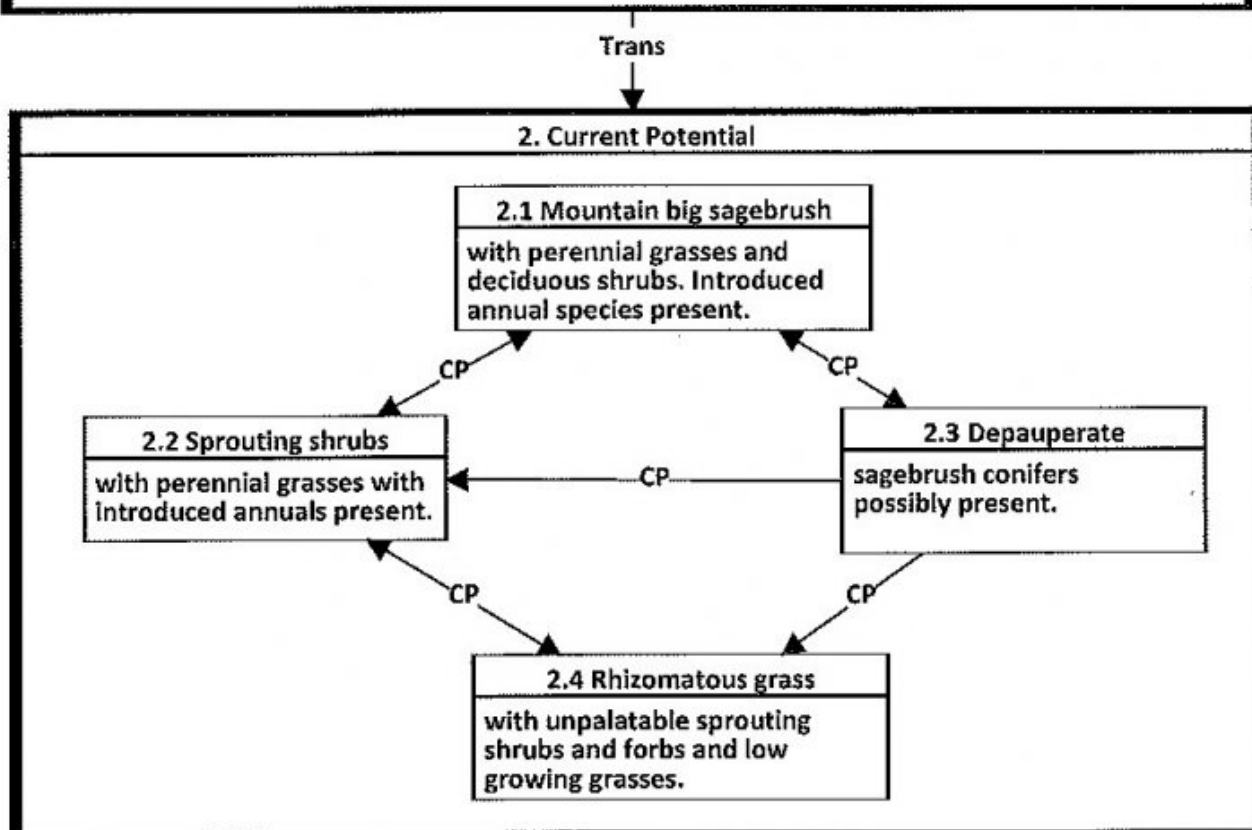 Trans
2. Current Potential
2.1 Mountain big sagebrush
with perennial grasses and
deciduous shrubs. Introduced
annual species present.
CP
CP
2.2 Sprouting shrubs
with perennial grasses with
introduced annuals present.
CP
2.3 Depauperate
sagebrush conifers
possibly present.
CP
CP
2.4 Rhizomatous grass
with unpalatable sprouting
shrubs and forbs and low
growing grasses.